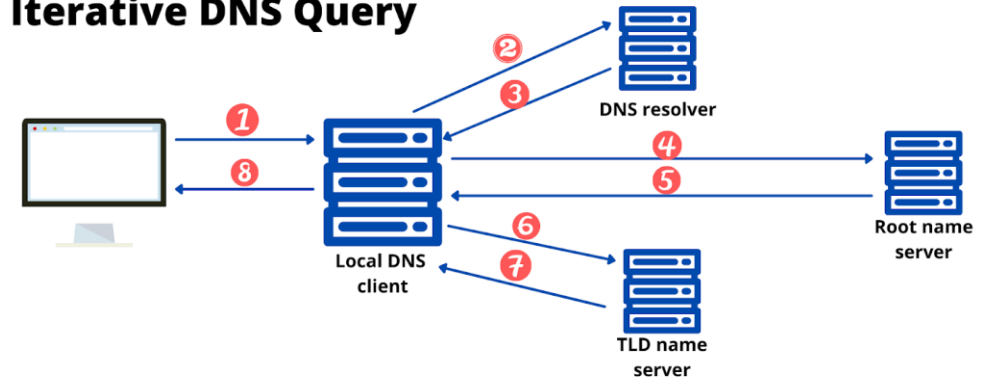 Iterative DNS Query
2
3
DNS resolver
1
4
8
5
Root name
server
6
Local DNS
client
7
TLD name
server